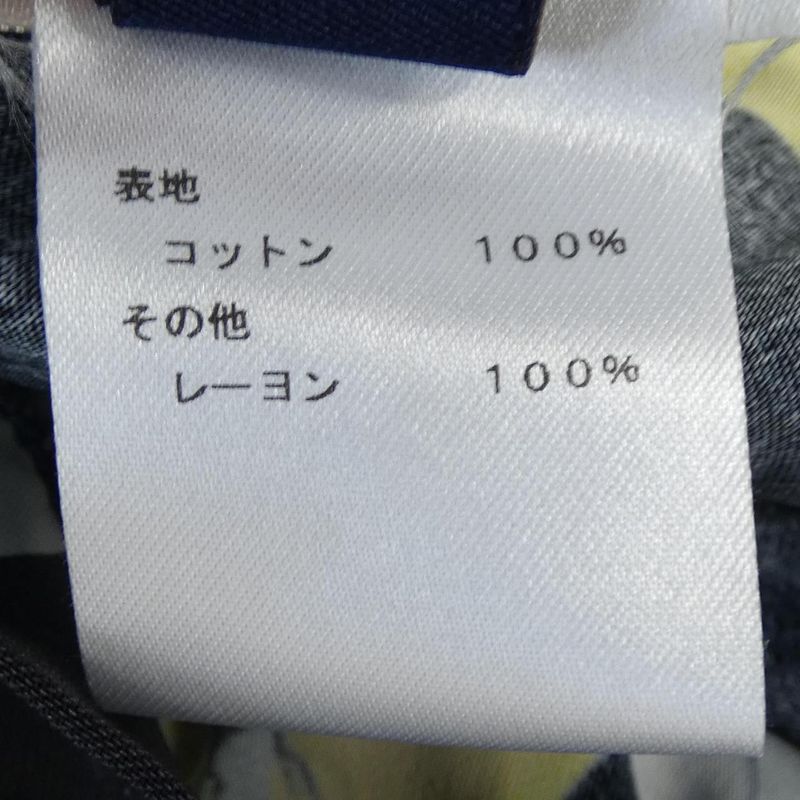 表地
コットン 100%
その他
レーヨン 100%